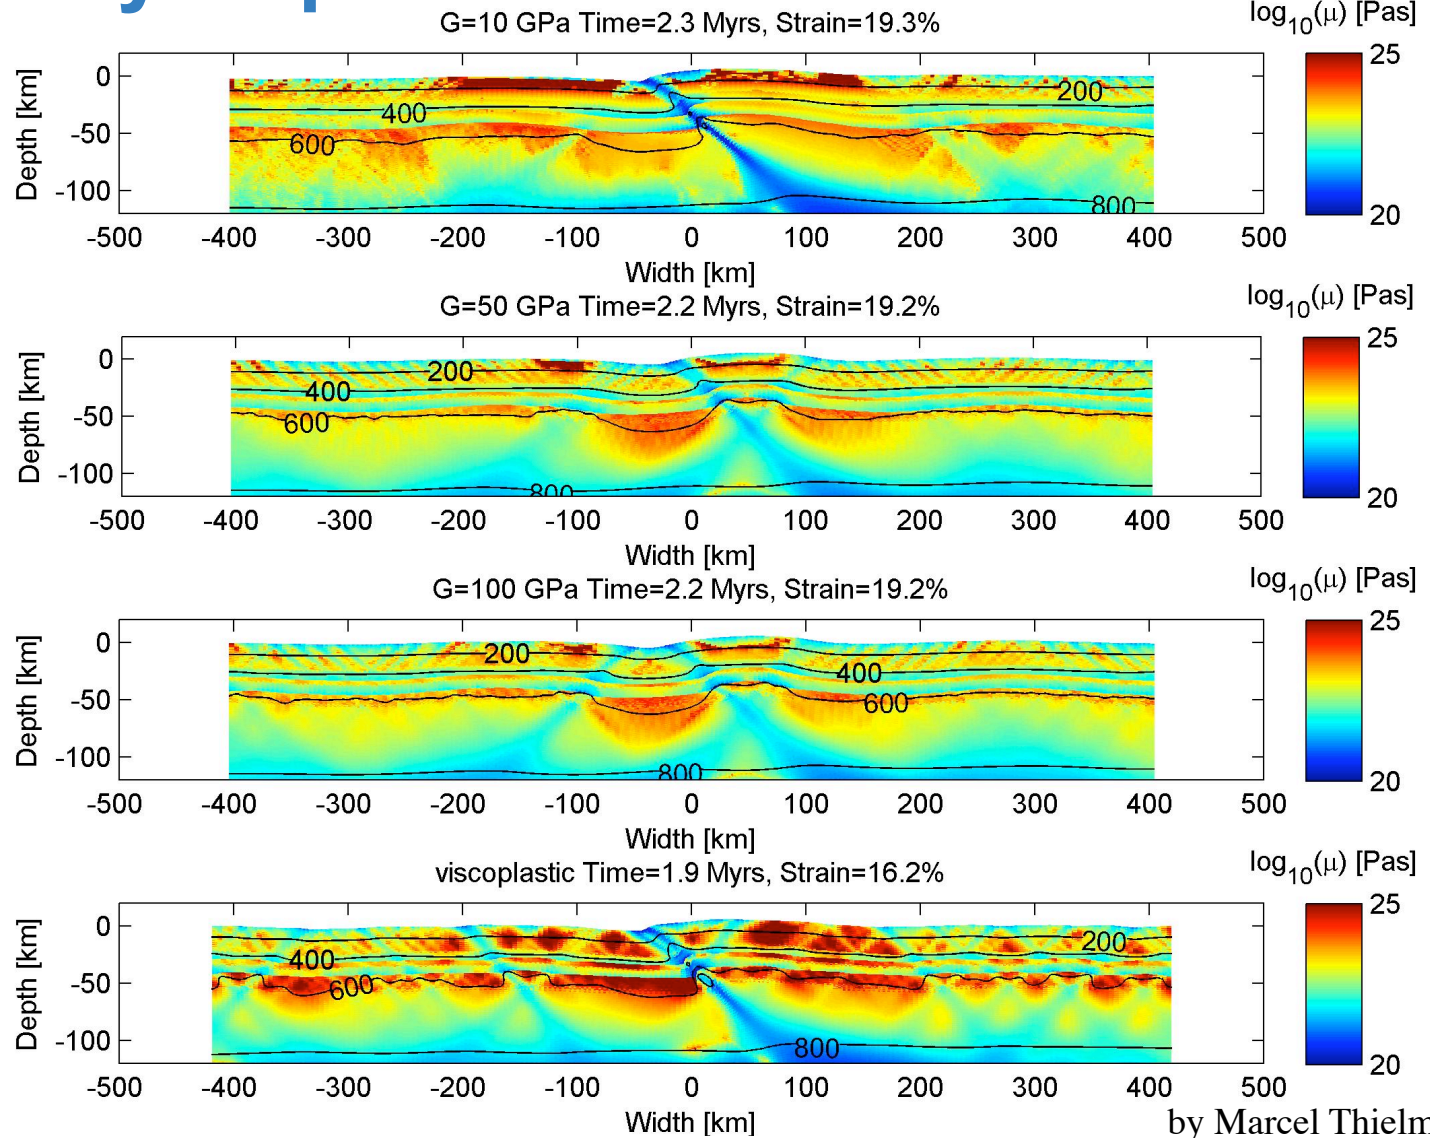 G=10 GPa Time=2.3 Myrs, Strain=19.3%
log10(μ) [Pas]
Depth [km]
0
-50
-100
200
400
600
800
25
20
-500 -400 -300 -200 -100 0 100 200 300 400 500
Width [km]
G=50 GPa Time=2.2 Myrs, Strain=19.2%
log10(μ) [Pas]
Depth [km]
0
-50
-100
200
400
600
800
25
20
-500 -400 -300 -200 -100 0 100 200 300 400 500
Width [km]
G=100 GPa Time=2.2 Myrs, Strain=19.2%
log10(μ) [Pas]
Depth [km]
0
-50
-100
200
400
600
800
25
20
-500 -400 -300 -200 -100 0 100 200 300 400 500
Width [km]
viscoplastic Time=1.9 Myrs, Strain=16.2%
log10(μ) [Pas]
Depth [km]
0
-50
-100
200
400
600
800
25
20
-500 -400 -300 -200 -100 0 100 200 300 400 500
Width [km]
by Marcel Thielm